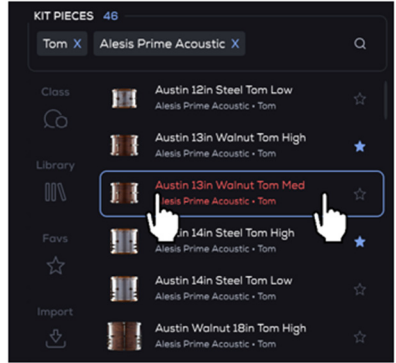 KIT PIECES 46
Tom X Alesis Prime Acoustic X
Class
Library
Favs
Import
Austin 12in Steel Tom Low
Alesis Prime Acoustic • Tom
Austin 13in Walnut Tom High
Alesis Prime Acoustic • Tom
Austin 13in Walnut Tom Med
Alesis Prime Acoustic • Tom
in 14in Steel Tom High
Alesis Prime Acoustic • Tom
Austin 14in Steel Tom Low
Alesis Prime Acoustic • Tom
Austin Walnut 18in Tom High
Alesis Prime Acoustic • Tom